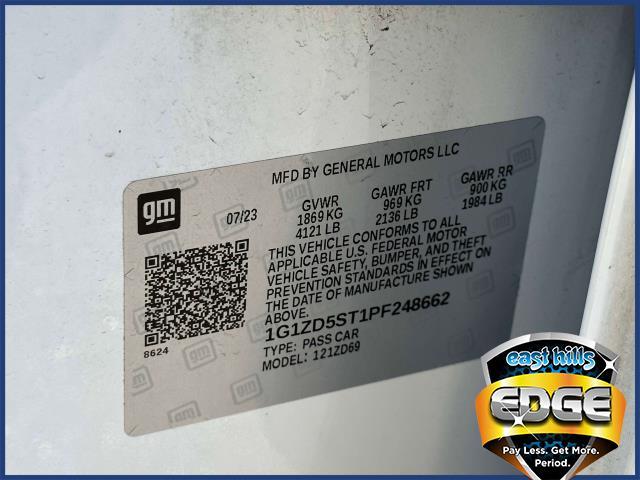 MFD BY GENERAL MOTORS LLC
gm
07/23
GVWR GAWR FRT GAWR RR
1869 KG 969 KG 900 KG
4121 LB 2136 LB 1984 LB
THIS VEHICLE CONFORMS TO ALL
APPLICABLE U.S. FEDERAL MOTOR
VEHICLE SAFETY, BUMPER, AND THEFT
PREVENTION STANDARDS IN EFFECT ON
THE DATE OF MANUFACTURE SHOWN
ABOVE.
1G1ZD5ST1PF248662
TYPE: PASS CAR
MODEL: 121ZD69
8624
east hills
EDGE
Pay Less. Get More.
Period.